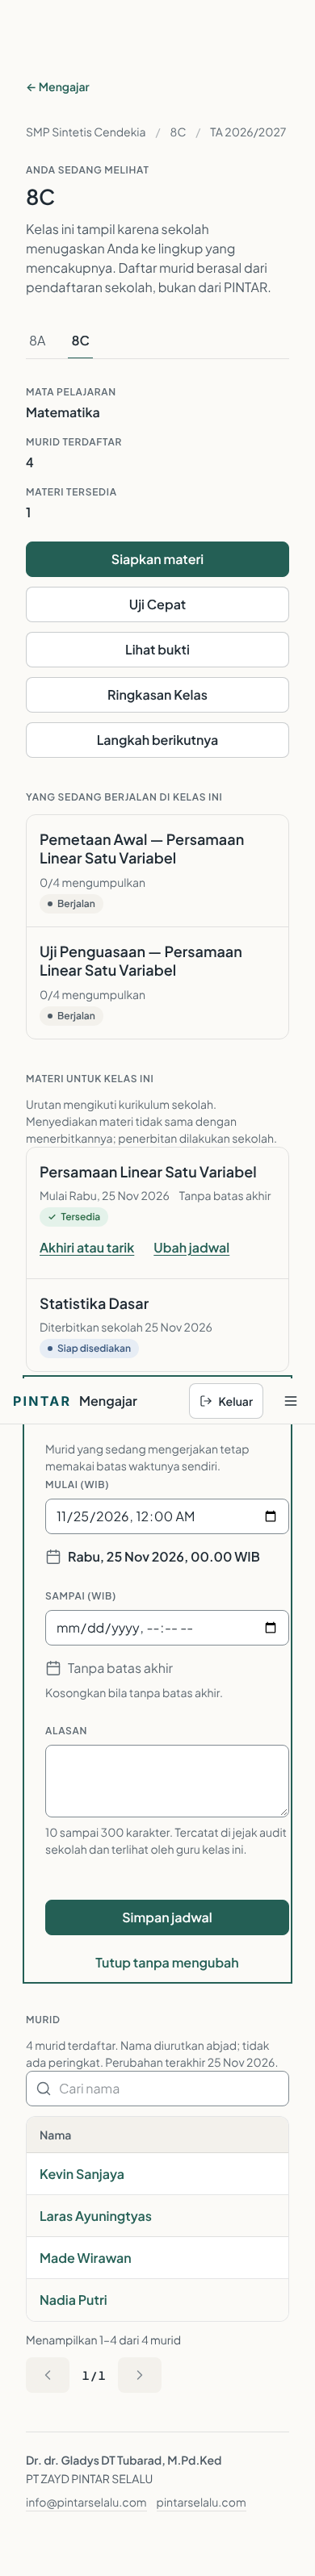 ← Mengajar
SMP Sintetis Cendekia / 8C / TA 2026/2027
ANDA SEDANG MELIHAT
8C
Kelas ini tampil karena sekolah
menugaskan Anda ke lingkup yang
mencakupnya. Daftar murid berasal dari
pendaftaran sekolah, bukan dari PINTAR.
8A 8C
MATA PELAJARAN
Matematika
MURID TERDAFTAR
4
MATERI TERSEDIA
1
Siapkan materi
Uji Cepat
Lihat bukti
Ringkasan Kelas
Langkah berikutnya
YANG SEDANG BERJALAN DI KELAS INI
Pemetaan Awal — Persamaan
Linear Satu Variabel
0/4 mengumpulkan
Berjalan
Uji Penguasaan — Persamaan
Linear Satu Variabel
0/4 mengumpulkan
Berjalan
MATERI UNTUK KELAS INI
Urutan mengikuti kurikulum sekolah.
Menyediakan materi tidak sama dengan
menerbitkannya; penerbitan dilakukan sekolah.
Persamaan Linear Satu Variabel
Mulai Rabu, 25 Nov 2026 Tanpa batas akhir
✓ Tersedia
Akhiri atau tarik Ubah jadwal
Statistika Dasar
Diterbitkan sekolah 25 Nov 2026
Siap disediakan
PINTAR Mengajar Keluar
Murid yang sedang mengerjakan tetap
memakai batas waktunya sendiri.
MULAI (WIB)
11/25/2026, 12:00 AM
Rabu, 25 Nov 2026, 00.00 WIB
SAMPAI (WIB)
mm/dd/yyyy, --:-- --
Tanpa batas akhir
Kosongkan bila tanpa batas akhir.
ALASAN
10 sampai 300 karakter. Tercatat di jejak audit
sekolah dan terlihat oleh guru kelas ini.
Simpan jadwal
Tutup tanpa mengubah
MURID
4 murid terdaftar. Nama diurutkan abjad; tidak
ada peringkat. Perubahan terakhir 25 Nov 2026.
Cari nama
Nama
Kevin Sanjaya
Laras Ayuningtyas
Made Wirawan
Nadia Putri
Menampilkan 1–4 dari 4 murid
1 / 1
Dr. dr. Gladys DT Tubarad, M.Pd.Ked
PT ZAYD PINTAR SELALU
info@pintarselalu.com pintarselalu.com